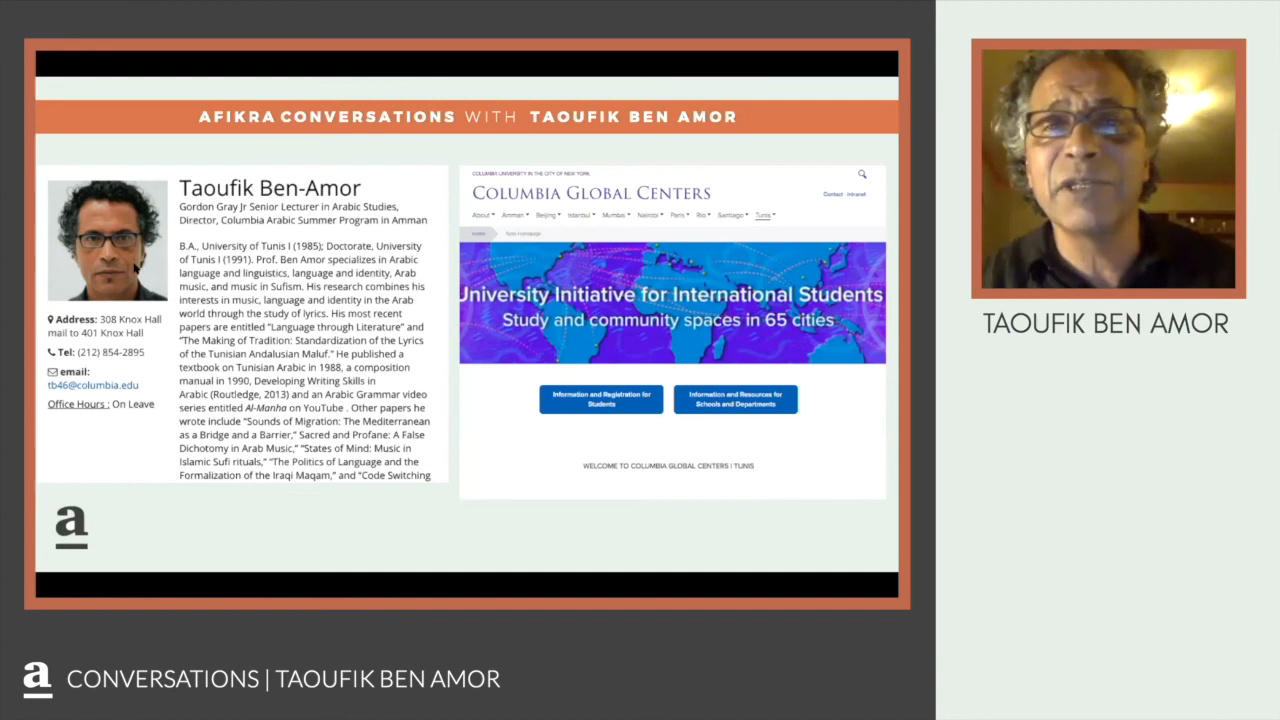 AFIKRA CONVERSATIONS WITH TAOUFIK BEN AMOR
Taoufik Ben-Amor
Gordon Gray Jr Senior Lecturer in Arabic Studies,
Director, Columbia Arabic Summer Program in Amman
B.A., University of Tunis I (1985); Doctorate, University
of Tunis I (1991). Prof. Ben Amor specializes in Arabic
language and linguistics, language and identity, Arab
music, and music in Sufism. His research combines his
interests in music, language and identity in the Arab
world through the study of lyrics. His most recent
papers are entitled "Language through Literature" and
"The Making of Tradition: Standardization of the Lyrics
of the Tunisian Andalusian Maluf." He published a
textbook on Tunisian Arabic in 1988, a composition
manual in 1990, Developing Writing Skills in
Arabic (Routledge, 2013) and an Arabic Grammar video
series entitled Al-Manha on YouTube . Other papers he
wrote include "Sounds of Migration: The Mediterranean
as a Bridge and a Barrier," Sacred and Profane: A False
Dichotomy in Arab Music," "States of Mind: Music in
Islamic Sufi rituals," "The Politics of Language and the
Formalization of the Iraqi Maqam," and "Code Switching
Address: 308 Knox Hall
mail to 401 Knox Hall
Tel: (212) 854-2895
email:
tb46@columbia.edu
Office Hours : On Leave
COLUMBIA UNIVERSITY IN THE CITY OF NEW YORK
COLUMBIA GLOBAL CENTERS
Contact Intranet
About Amman Beijing Istanbul Mumbai Nairobi Paris Rio Santiago Tunis
Home Tunis Homepage
University Initiative for International Students
Study and community spaces in 65 cities
Information and Registration for
Students
Information and Resources for
Schools and Departments
WELCOME TO COLUMBIA GLOBAL CENTERS | TUNIS
a
TAOUFIK BEN AMOR
a CONVERSATIONS | TAOUFIK BEN AMOR